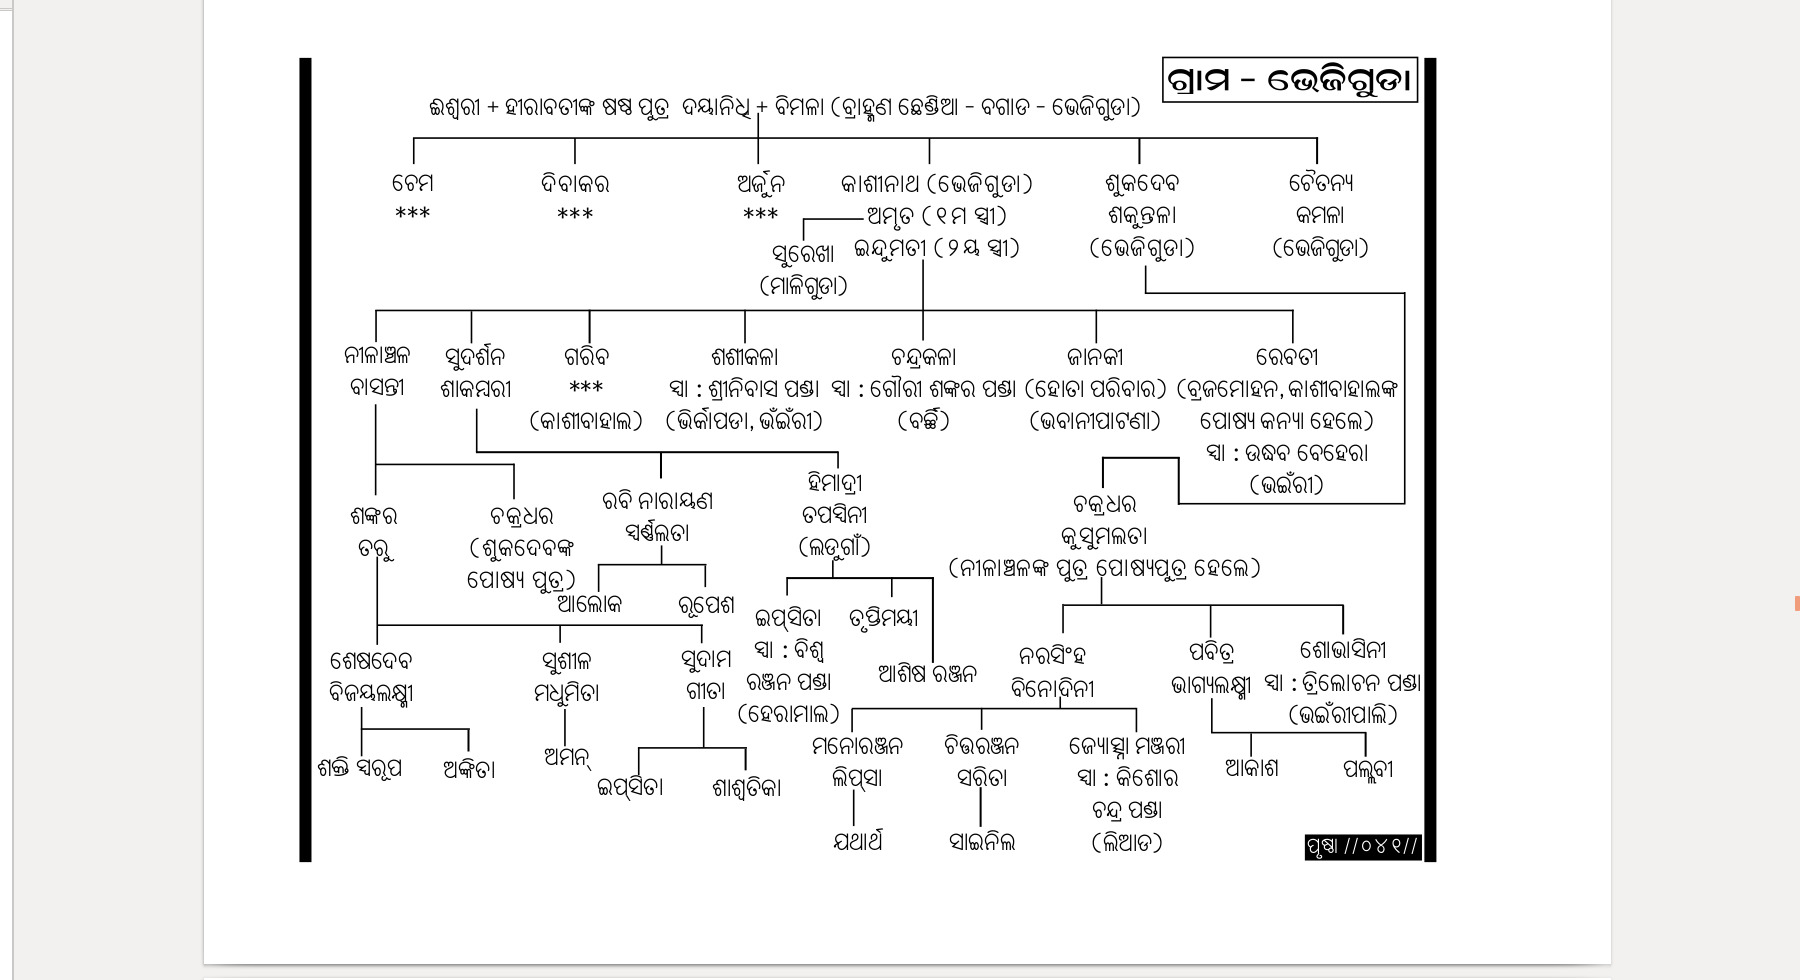 ଗ୍ରାମ - ଭେଜିଗୁଡା
ଈଶ୍ୱରୀ + ହୀରାବତୀଙ୍କ ଷଷ୍ଠ ପୁତ୍ର ଦୟାନିଧି + ବିମଳା (ବ୍ରାହ୍ମଣ ଛେଣ୍ଡିଆ - ବଗାଡ - ଭେଜିଗୁଡା)
ଚେମ
***
ଦିବାକର
***
ଅର୍ଜୁନ
***
କାଶୀନାଥ (ଭେଜିଗୁଡା)
ଅମୃତ (୧ମ ସ୍ତ୍ରୀ)
ଇନ୍ଦୁମତୀ (୨ୟ ସ୍ତ୍ରୀ)
ସୁରେଖା
(ମାଳିଗୁଡା)
ଶୁକଦେବ
ଶକୁନ୍ତଳା
(ଭେଜିଗୁଡା)
ଚୈତନ୍ୟ
କମଳା
(ଭେଜିଗୁଡା)
ନୀଳାଞ୍ଚଳ
ବାସନ୍ତୀ
ସୁଦର୍ଶନ
ଶାକମ୍ବରୀ
ଗରିବ
***
(କାଶୀବାହାଲ)
ଶଶୀକଳା
ସ୍ୱା : ଶ୍ରୀନିବାସ ପଣ୍ଡା
(ଭିର୍କାପଡା, ଭଁଇଁରୀ)
ଚନ୍ଦ୍ରକଳା
ସ୍ୱା : ଗୌରୀ ଶଙ୍କର ପଣ୍ଡା
(ବର୍ଚ୍ଛି)
ଜାନକୀ
(ହୋତା ପରିବାର)
(ଭବାନୀପାଟଣା)
ରେବତୀ
(ବ୍ରଜମୋହନ, କାଶୀବାହାଲଙ୍କ
ପୋଷ୍ୟ କନ୍ୟା ହେଲେ)
ସ୍ୱା : ଉଦ୍ଧବ ବେହେରା
(ଭଇଁରୀ)
ଶଙ୍କର
ତରୁ
ଚକ୍ରଧର
(ଶୁକଦେବଙ୍କ
ପୋଷ୍ୟ ପୁତ୍ର)
ରବି ନାରାୟଣ
ସ୍ୱର୍ଣ୍ଣଲତା
ହିମାଦ୍ରୀ
ତପସ୍ୱିନୀ
(ଲଡୁଗାଁ)
ଚକ୍ରଧର
କୁସୁମଲତା
(ନୀଳାଞ୍ଚଳଙ୍କ ପୁତ୍ର ପୋଷ୍ୟପୁତ୍ର ହେଲେ)
ଆଲୋକ
ରୂପେଶ
ଇପ୍ସିତା
ସ୍ୱା : ବିଶ୍ୱ
ରଞ୍ଜନ ପଣ୍ଡା
(ହେରାମାଲ)
ତୃପ୍ତିମୟୀ
ଆଶିଷ ରଞ୍ଜନ
ନରସିଂହ
ବିନୋଦିନୀ
ପବିତ୍ର
ଭାଗ୍ୟଲକ୍ଷ୍ମୀ
ଶୋଭାସିନୀ
ସ୍ୱା : ତ୍ରିଲୋଚନ ପଣ୍ଡା
(ଭଇଁରୀପାଲି)
ଶେଷଦେବ
ବିଜୟଲକ୍ଷ୍ମୀ
ସୁଶୀଳ
ମଧୁମିତା
ସୁଦାମ
ଗୀତା
ଶକ୍ତି ସ୍ୱରୂପ
ଅଙ୍କିତା
ଅମନ୍
ଇପ୍ସିତା
ଶାଶ୍ୱତିକା
ମନୋରଞ୍ଜନ
ଲିପ୍ସା
ଯଥାର୍ଥ
ଚିତ୍ତରଞ୍ଜନ
ସରିତା
ସାଇନିଲ
ଜ୍ୟୋତ୍ସ୍ନା ମଞ୍ଜରୀ
ସ୍ୱା : କିଶୋର
ଚନ୍ଦ୍ର ପଣ୍ଡା
(ଲିଆଡ)
ଆକାଶ
ପଲ୍ଲବୀ
ପୃଷ୍ଠା //୦୪୧//